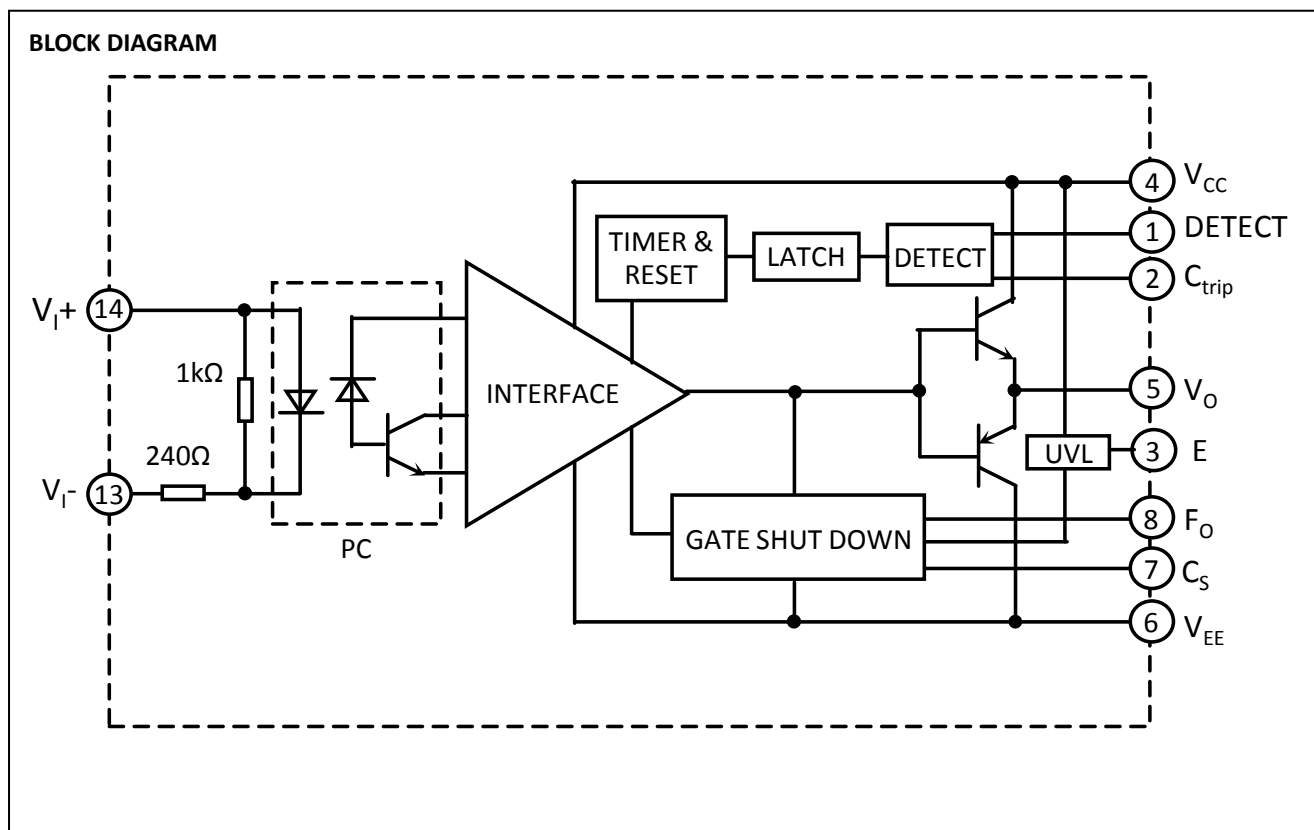 BLOCK DIAGRAM
4 VCC
1 DETECT
TIMER &
RESET
LATCH
DETECT
2 Ctrip
VI+ 14
1kΩ
INTERFACE
5 VO
240Ω
UVL
3 E
VI- 13
8 FO
GATE SHUT DOWN
PC
7 CS
6 VEE